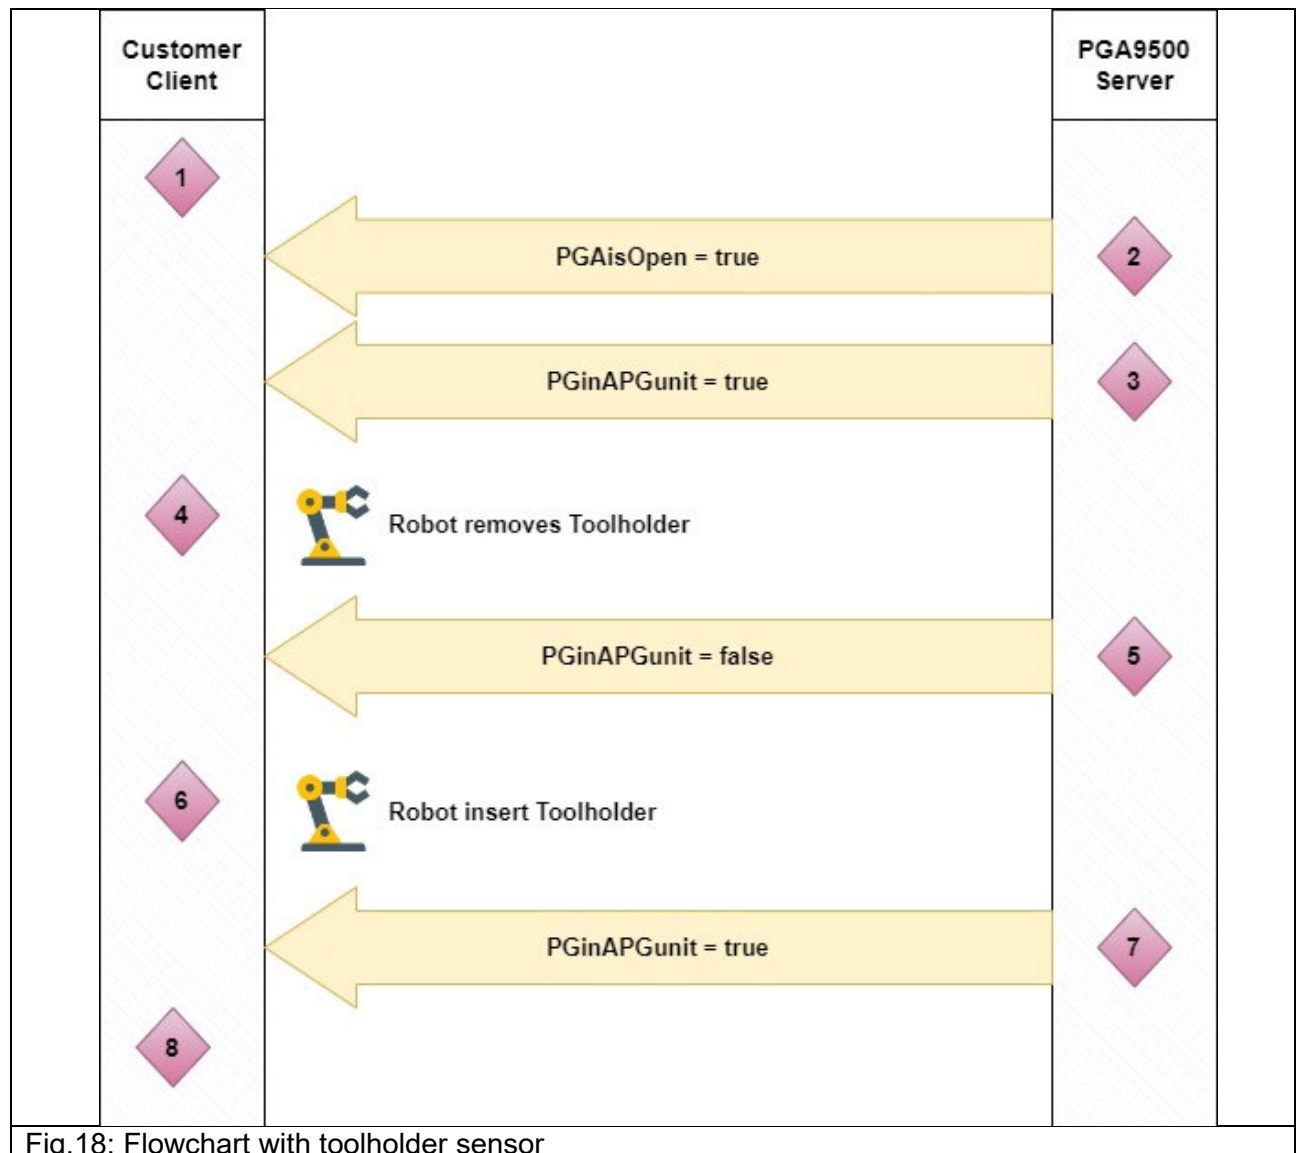 Customer
Client
PGA9500
Server
1
PGAisOpen = true
2
PGinAPGunit = true
3
4
Robot removes Toolholder
PGinAPGunit = false
5
6
Robot insert Toolholder
PGinAPGunit = true
7
8
Fig.18: Flowchart with toolholder sensor